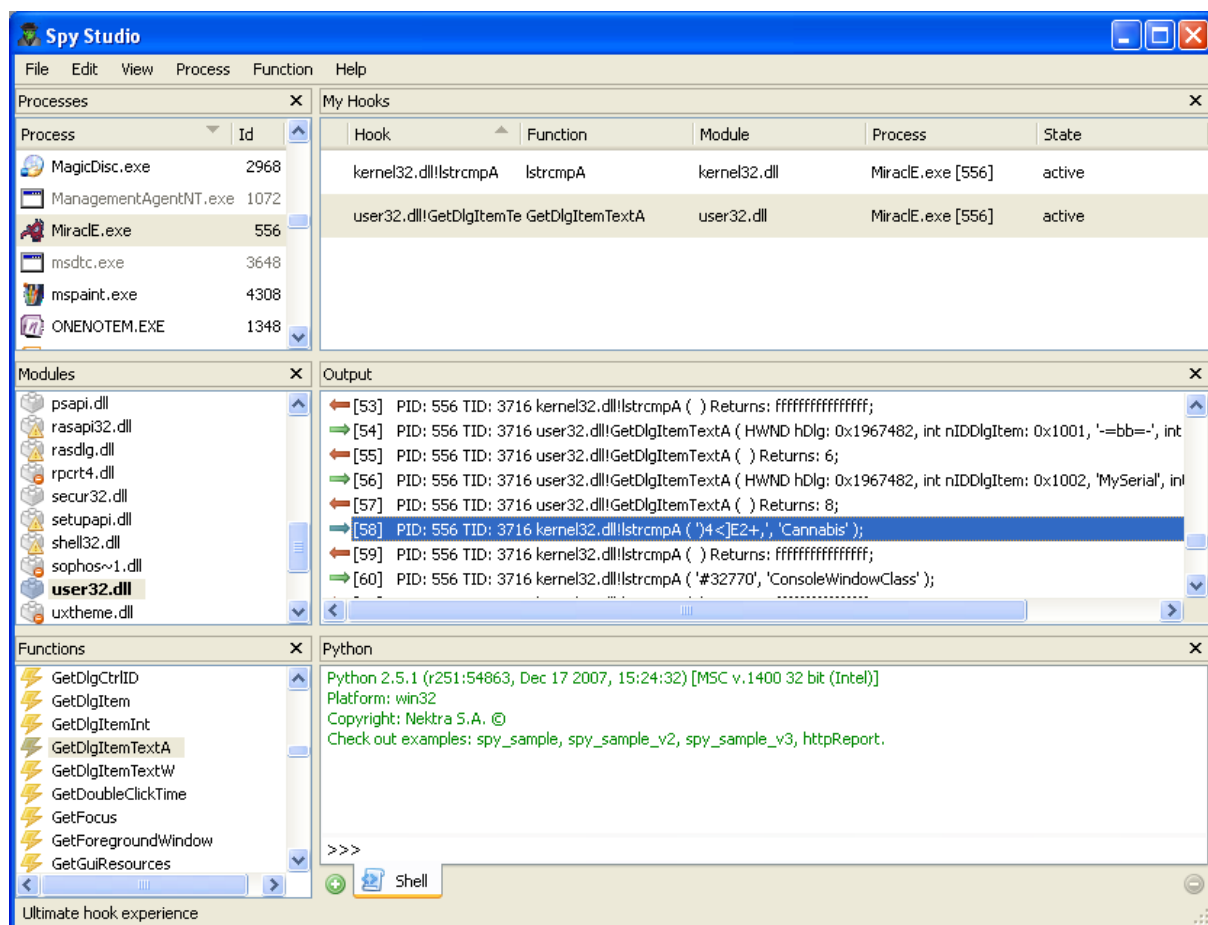 Spy Studio
File Edit View Process Function Help
Processes
Process Id
MagicDisc.exe 2968
ManagementAgentNT.exe 1072
MiraclE.exe 556
msdtc.exe 3648
mspaint.exe 4308
ONENOTEM.EXE 1348
My Hooks
Hook Function Module Process State
kernel32.dll!lstrcmpA lstrcmpA kernel32.dll MiraclE.exe [556] active
user32.dll!GetDlgItemTe GetDlgItemTextA user32.dll MiraclE.exe [556] active
Modules
psapi.dll
rasapi32.dll
rasdlg.dll
rpcrt4.dll
secur32.dll
setupapi.dll
shell32.dll
sophos~1.dll
user32.dll
uxtheme.dll
Output
[53] PID: 556 TID: 3716 kernel32.dll!lstrcmpA ( ) Returns: ffffffffffffffff;
[54] PID: 556 TID: 3716 user32.dll!GetDlgItemTextA ( HWND hDlg: 0x1967482, int nIDDlgItem: 0x1001, '-=bb=-', int
[55] PID: 556 TID: 3716 user32.dll!GetDlgItemTextA ( ) Returns: 6;
[56] PID: 556 TID: 3716 user32.dll!GetDlgItemTextA ( HWND hDlg: 0x1967482, int nIDDlgItem: 0x1002, 'MySerial', int
[57] PID: 556 TID: 3716 user32.dll!GetDlgItemTextA ( ) Returns: 8;
[58] PID: 556 TID: 3716 kernel32.dll!lstrcmpA ( ')4<]E2+,', 'Cannabis' );
[59] PID: 556 TID: 3716 kernel32.dll!lstrcmpA ( ) Returns: ffffffffffffffff;
[60] PID: 556 TID: 3716 kernel32.dll!lstrcmpA ( '#32770', 'ConsoleWindowClass' );
Functions
GetDlgCtrlID
GetDlgItem
GetDlgItemInt
GetDlgItemTextA
GetDlgItemTextW
GetDoubleClickTime
GetFocus
GetForegroundWindow
GetGuiResources
Python
Python 2.5.1 (r251:54863, Dec 17 2007, 15:24:32) [MSC v.1400 32 bit (Intel)]
Platform: win32
Copyright: Nektra S.A. ©
Check out examples: spy_sample, spy_sample_v2, spy_sample_v3, httpReport.
>>>
Shell
Ultimate hook experience